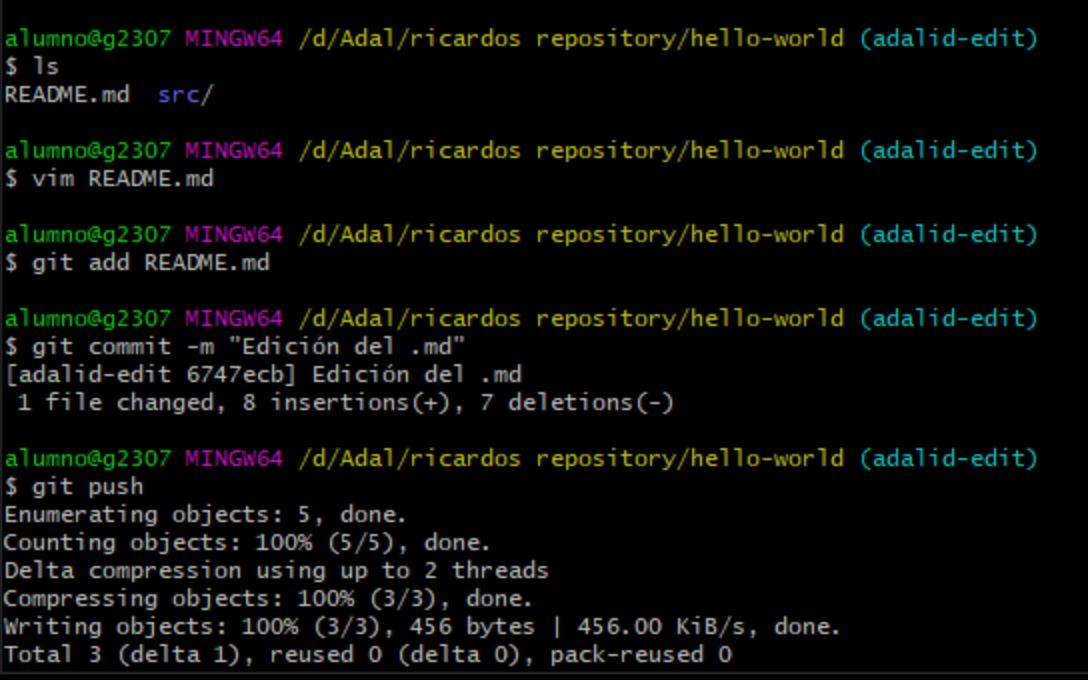 alumno@g2307 MINGW64 /d/Adal/ricardos repository/hello-world (adalid-edit)
$ ls
README.md  src/
alumno@g2307 MINGW64 /d/Adal/ricardos repository/hello-world (adalid-edit)
$ vim README.md
alumno@g2307 MINGW64 /d/Adal/ricardos repository/hello-world (adalid-edit)
$ git add README.md
alumno@g2307 MINGW64 /d/Adal/ricardos repository/hello-world (adalid-edit)
$ git commit -m "Edición del .md"
[adalid-edit 6747ecb] Edición del .md
 1 file changed, 8 insertions(+), 7 deletions(-)
alumno@g2307 MINGW64 /d/Adal/ricardos repository/hello-world (adalid-edit)
$ git push
Enumerating objects: 5, done.
Counting objects: 100% (5/5), done.
Delta compression using up to 2 threads
Compressing objects: 100% (3/3), done.
Writing objects: 100% (3/3), 456 bytes | 456.00 KiB/s, done.
Total 3 (delta 1), reused 0 (delta 0), pack-reused 0